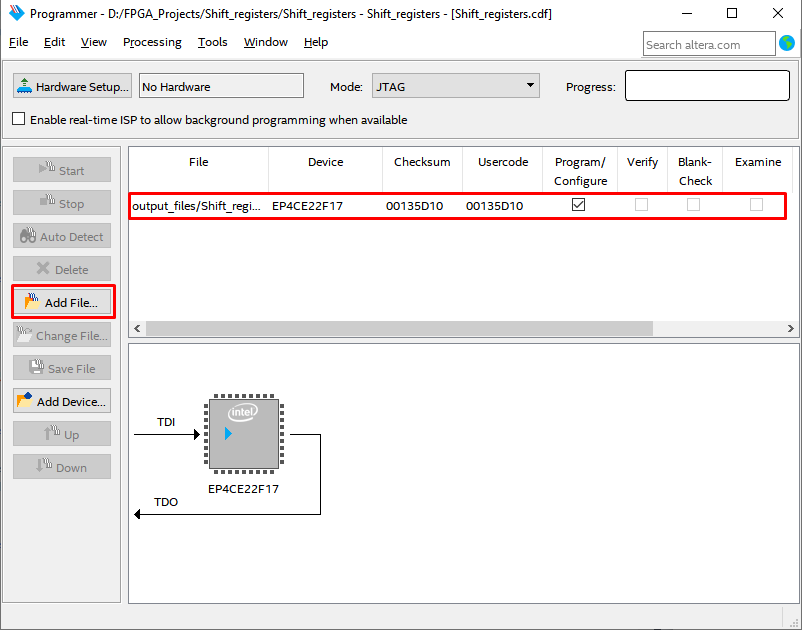 Programmer - D:/FPGA_Projects/Shift_registers/Shift_registers - Shift_registers - [Shift_registers.cdf]
File Edit View Processing Tools Window Help
Search altera.com
Hardware Setup... No Hardware Mode: JTAG Progress:
Enable real-time ISP to allow background programming when available
Start
Stop
Auto Detect
Delete
Add File...
Change File...
Save File
Add Device...
Up
Down
File Device Checksum Usercode Program/ Verify Blank- Examine
Configure Check
output_files/Shift_regi... EP4CE22F17 00135D10 00135D10
intel
TDI
EP4CE22F17
TDO